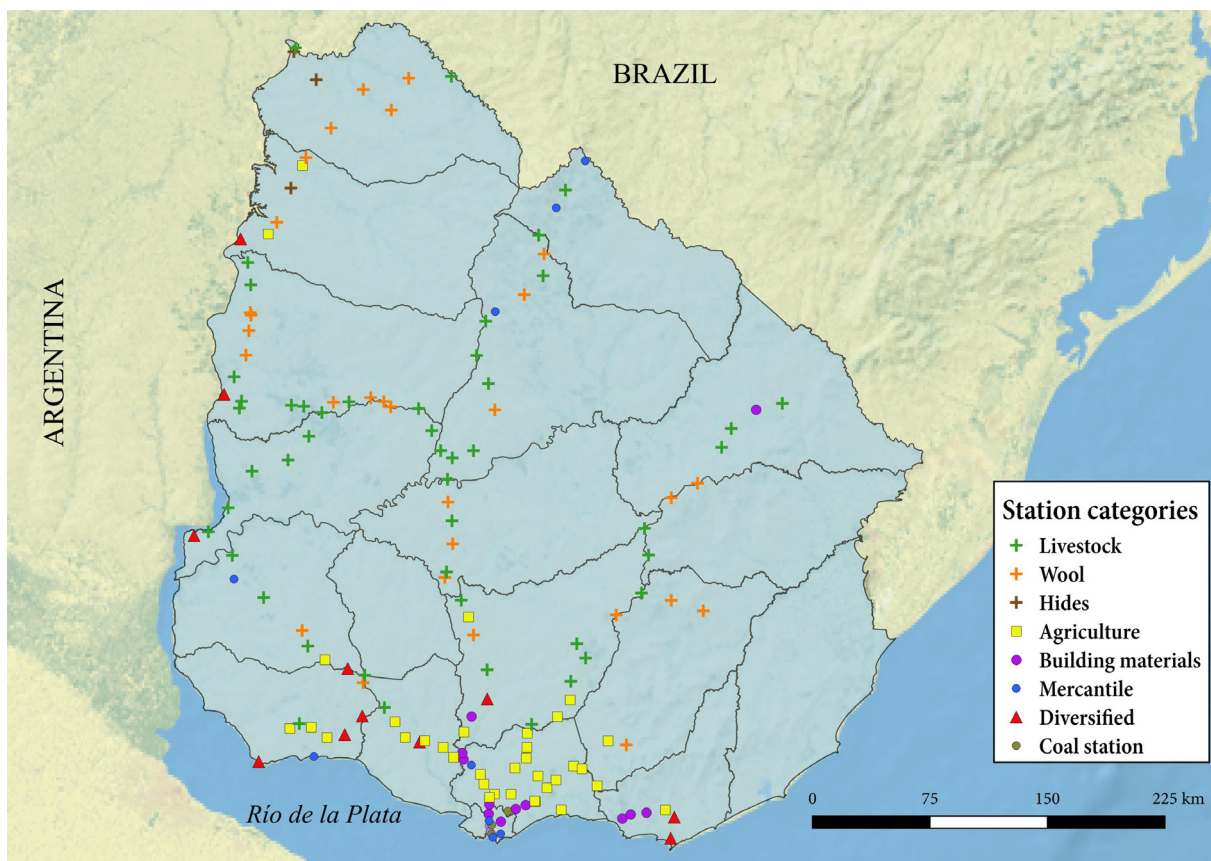 BRAZIL
ARGENTINA
Station categories
Livestock
Wool
Hides
Agriculture
Building materials
Mercantile
Diversified
Coal station
Río de la Plata
0 75 150 225 km